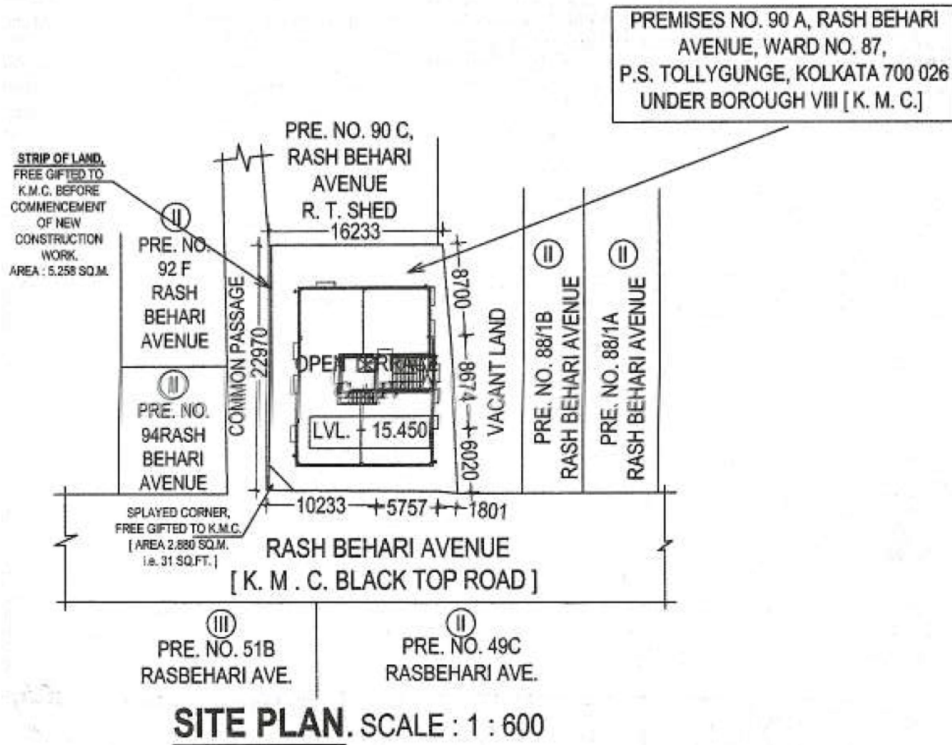 PREMISES NO. 90 A, RASH BEHARI
AVENUE, WARD NO. 87,
P.S. TOLLYGUNGE, KOLKATA 700 026
UNDER BOROUGH VIII [ K. M. C.]
PRE. NO. 90 C,
RASH BEHARI
AVENUE
R. T. SHED
16233
STRIP OF LAND,
FREE GIFTED TO
K.M.C. BEFORE
COMMENCEMENT
OF NEW
CONSTRUCTION
WORK.
AREA : 5.258 SQ.M.
II
PRE. NO.
92 F
RASH
BEHARI
AVENUE
III
PRE. NO.
94RASH
BEHARI
AVENUE
COMMON PASSAGE
22970
OPEN TERRACE
LVL. + 15.450
8700
8674
6020
VACANT LAND
II
PRE. NO. 88/1B
RASH BEHARI AVENUE
II
PRE. NO. 88/1A
RASH BEHARI AVENUE
SPLAYED CORNER,
FREE GIFTED TO K.M.C.
[ AREA 2.880 SQ.M.
i.e. 31 SQ.FT. ]
10233
5757
1801
RASH BEHARI AVENUE
[ K. M . C. BLACK TOP ROAD ]
III
PRE. NO. 51B
RASBEHARI AVE.
II
PRE. NO. 49C
RASBEHARI AVE.
SITE PLAN. SCALE : 1 : 600